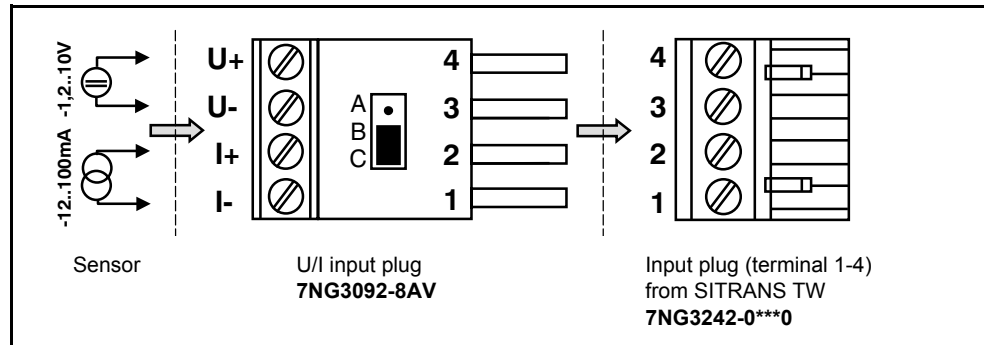 -1,2..10V
-12..100mA
U+
U-
I+
I-
A
B
C
4
3
2
1
4
3
2
1
Sensor
U/I input plug
7NG3092-8AV
Input plug (terminal 1-4)
from SITRANS TW
7NG3242-0***0